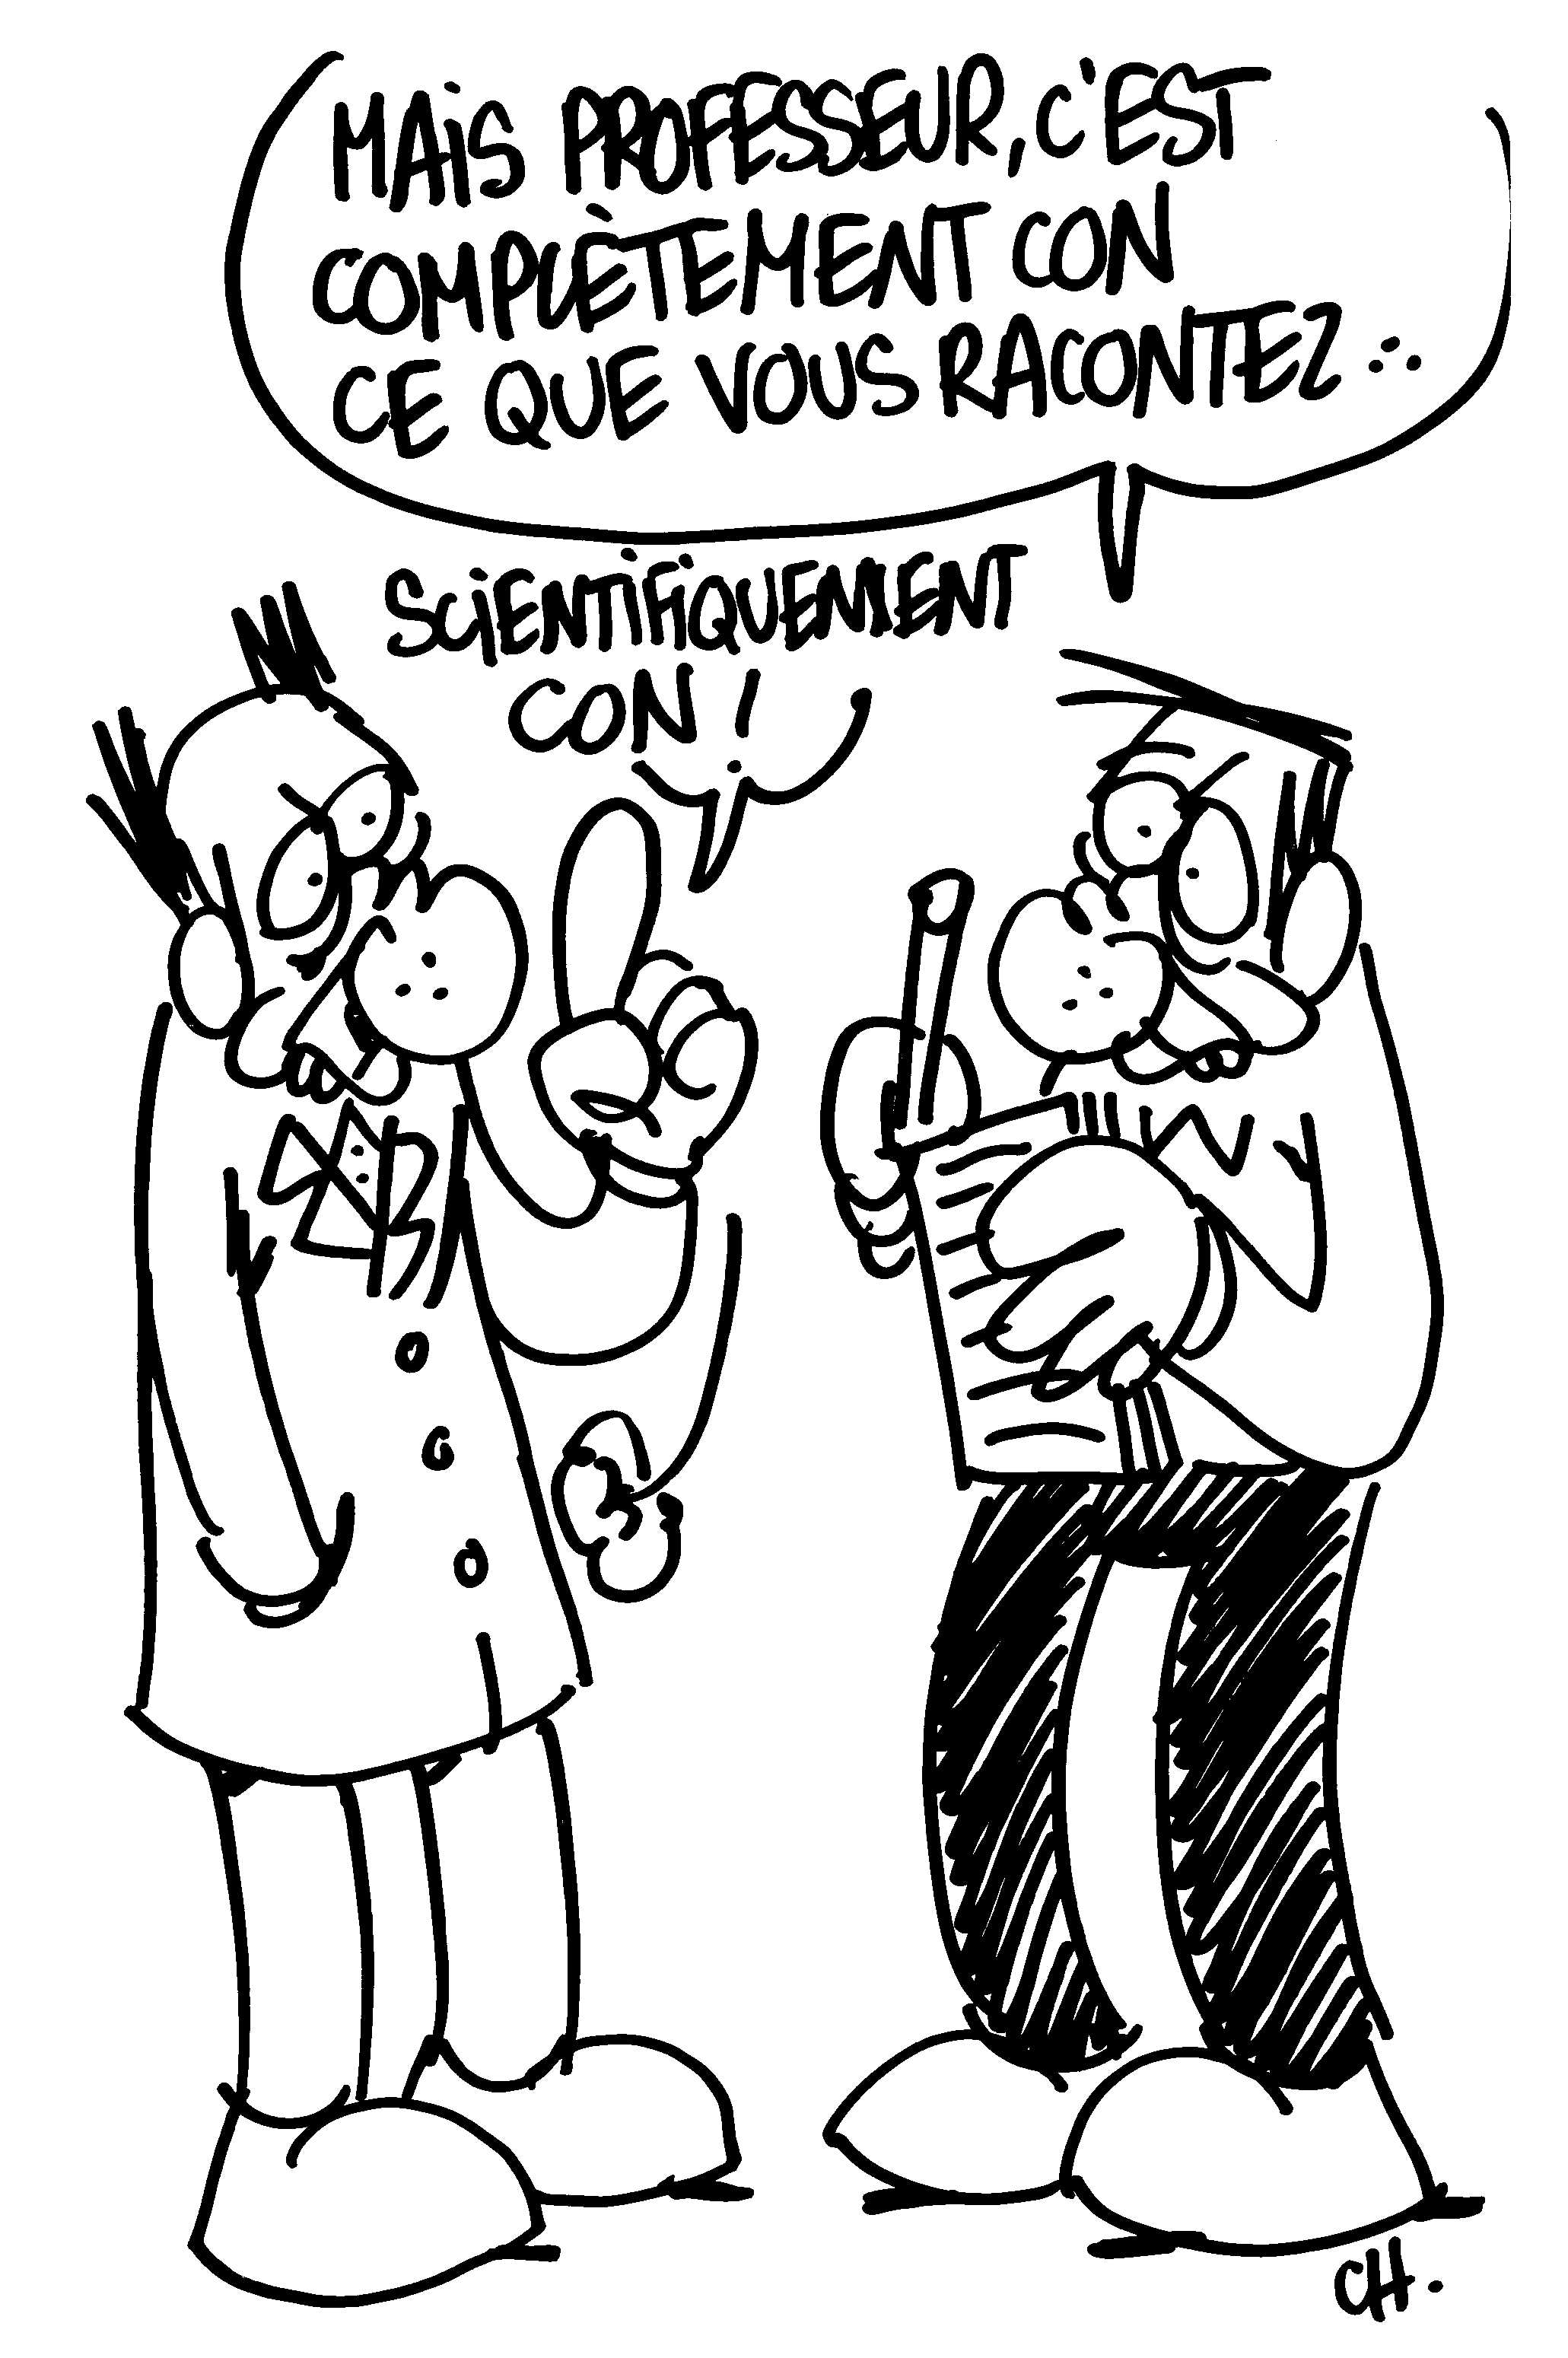 MAiS PROFESSEUR, C'EST
COMPLÈTEMENT CON
CE QUE VOUS RACONTEZ...
SCiENTiFiQUEMENT
CON!
CH.